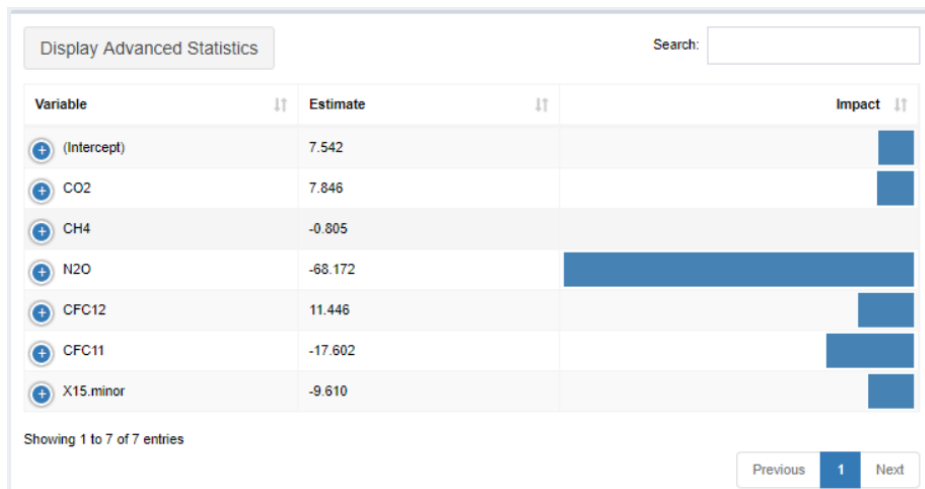 Display Advanced Statistics Search:
Variable Estimate Impact
(Intercept) 7.542
CO2 7.846
CH4 -0.805
N2O -68.172
CFC12 11.446
CFC11 -17.602
X15.minor -9.610
Showing 1 to 7 of 7 entries
Previous 1 Next